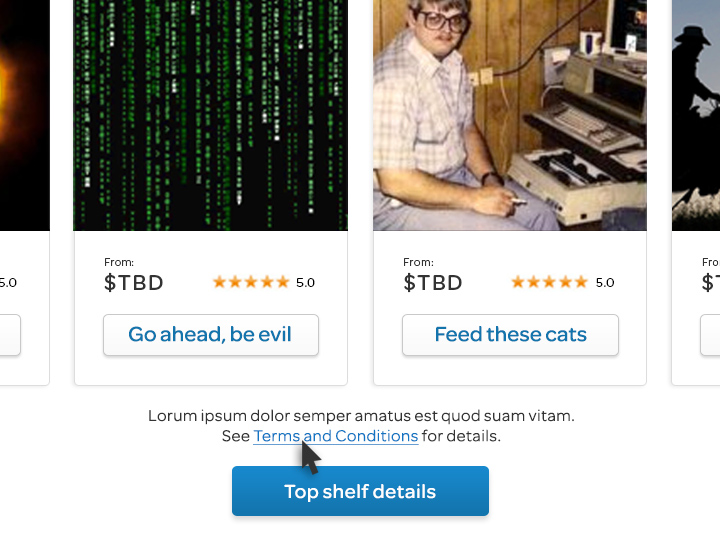 5.0
From:
$TBD
5.0
Go ahead, be evil
From:
$TBD
5.0
Feed these cats
Fro
$T
Lorum ipsum dolor semper amatus est quod suam vitam.
See Terms and Conditions for details.
Top shelf details